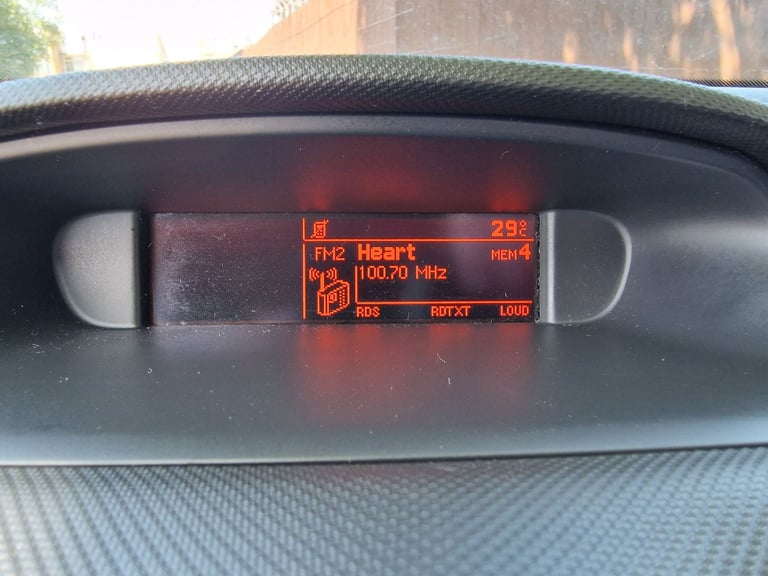 29°C
FM2 Heart MEM4
100.70 MHz
RDS RDTXT LOUD